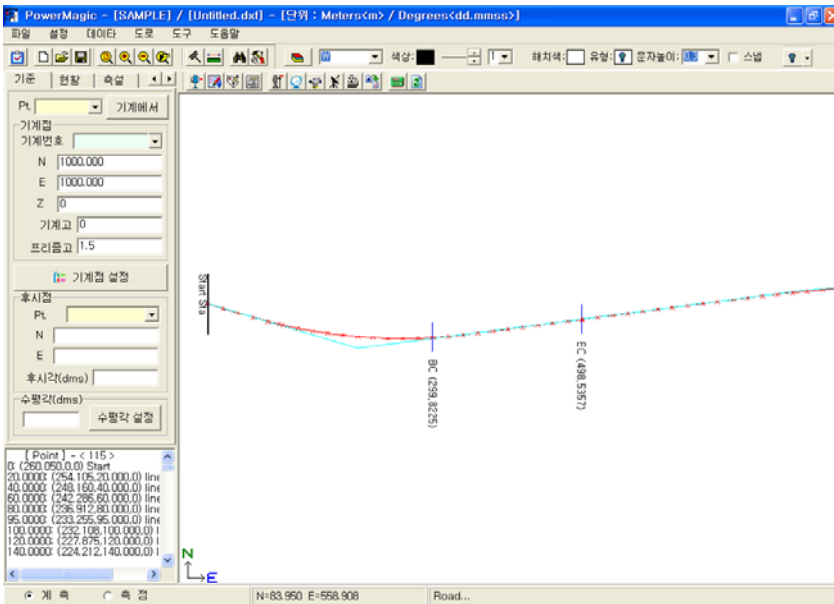 PowerMagic - [SAMPLE] / [Untitled.dxd] - [단위 : Meters<m> / Degrees<dd.mmss>]
파일 설정 데이타 도로 도구 도움말
색상: 1 해치색: 유형: 문자높이: 스냅
기준 현황 측설
Pt. 기계에서
기계점
기계번호
N 1000.000
E 1000.000
Z 0
기계고 0
프리즘고 1.5
기계점 설정
후시점
Pt.
N
E
후시각(dms)
수평각(dms)
수평각 설정
[ Point ] - < 115 >
0: (260.050,0.0) Start
20.0000: (254.105,20.000,0) line
40.0000: (248.160,40.000,0) line
60.0000: (242.286,60.000,0) line
80.0000: (236.912,80.000,0) line
95.0000: (233.255,95.000,0) line
100.0000: (232.108,100.000,0) l
120.0000: (227.875,120.000,0) l
140.0000: (224.212,140.000,0) l
Start Sta
BC (299.8225)
EC (498.5357)
N
E
계 측 측 점 N=83.950 E=558.908 Road...